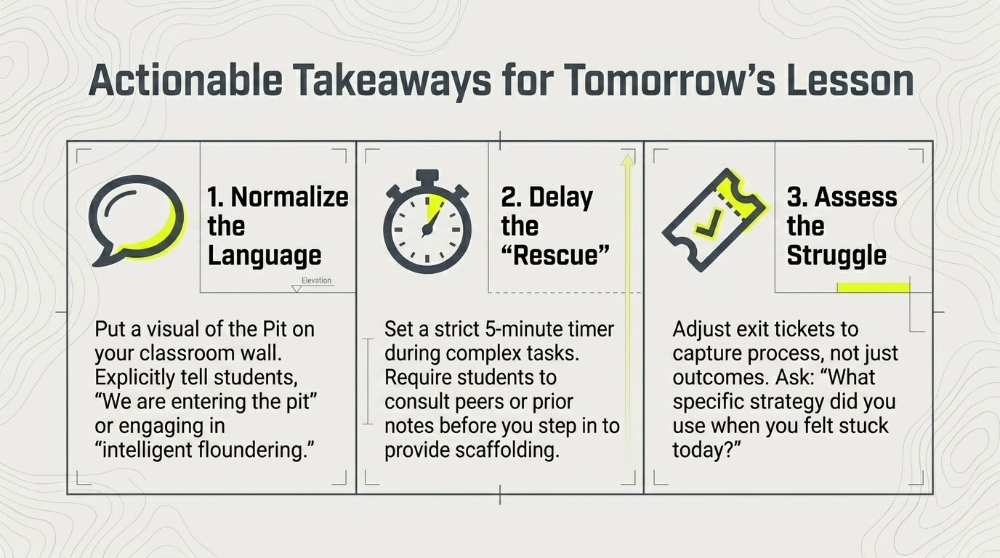 Actionable Takeaways for Tomorrow’s Lesson
1. Normalize
the
Language
Elevation
Put a visual of the Pit on
your classroom wall.
Explicitly tell students,
“We are entering the pit”
or engaging in
“intelligent floundering.”
2. Delay
the
“Rescue”
Set a strict 5-minute timer
during complex tasks.
Require students to
consult peers or prior
notes before you step in to
provide scaffolding.
3. Assess
the
Struggle
Adjust exit tickets to
capture process, not just
outcomes. Ask: “What
specific strategy did you
use when you felt stuck
today?”